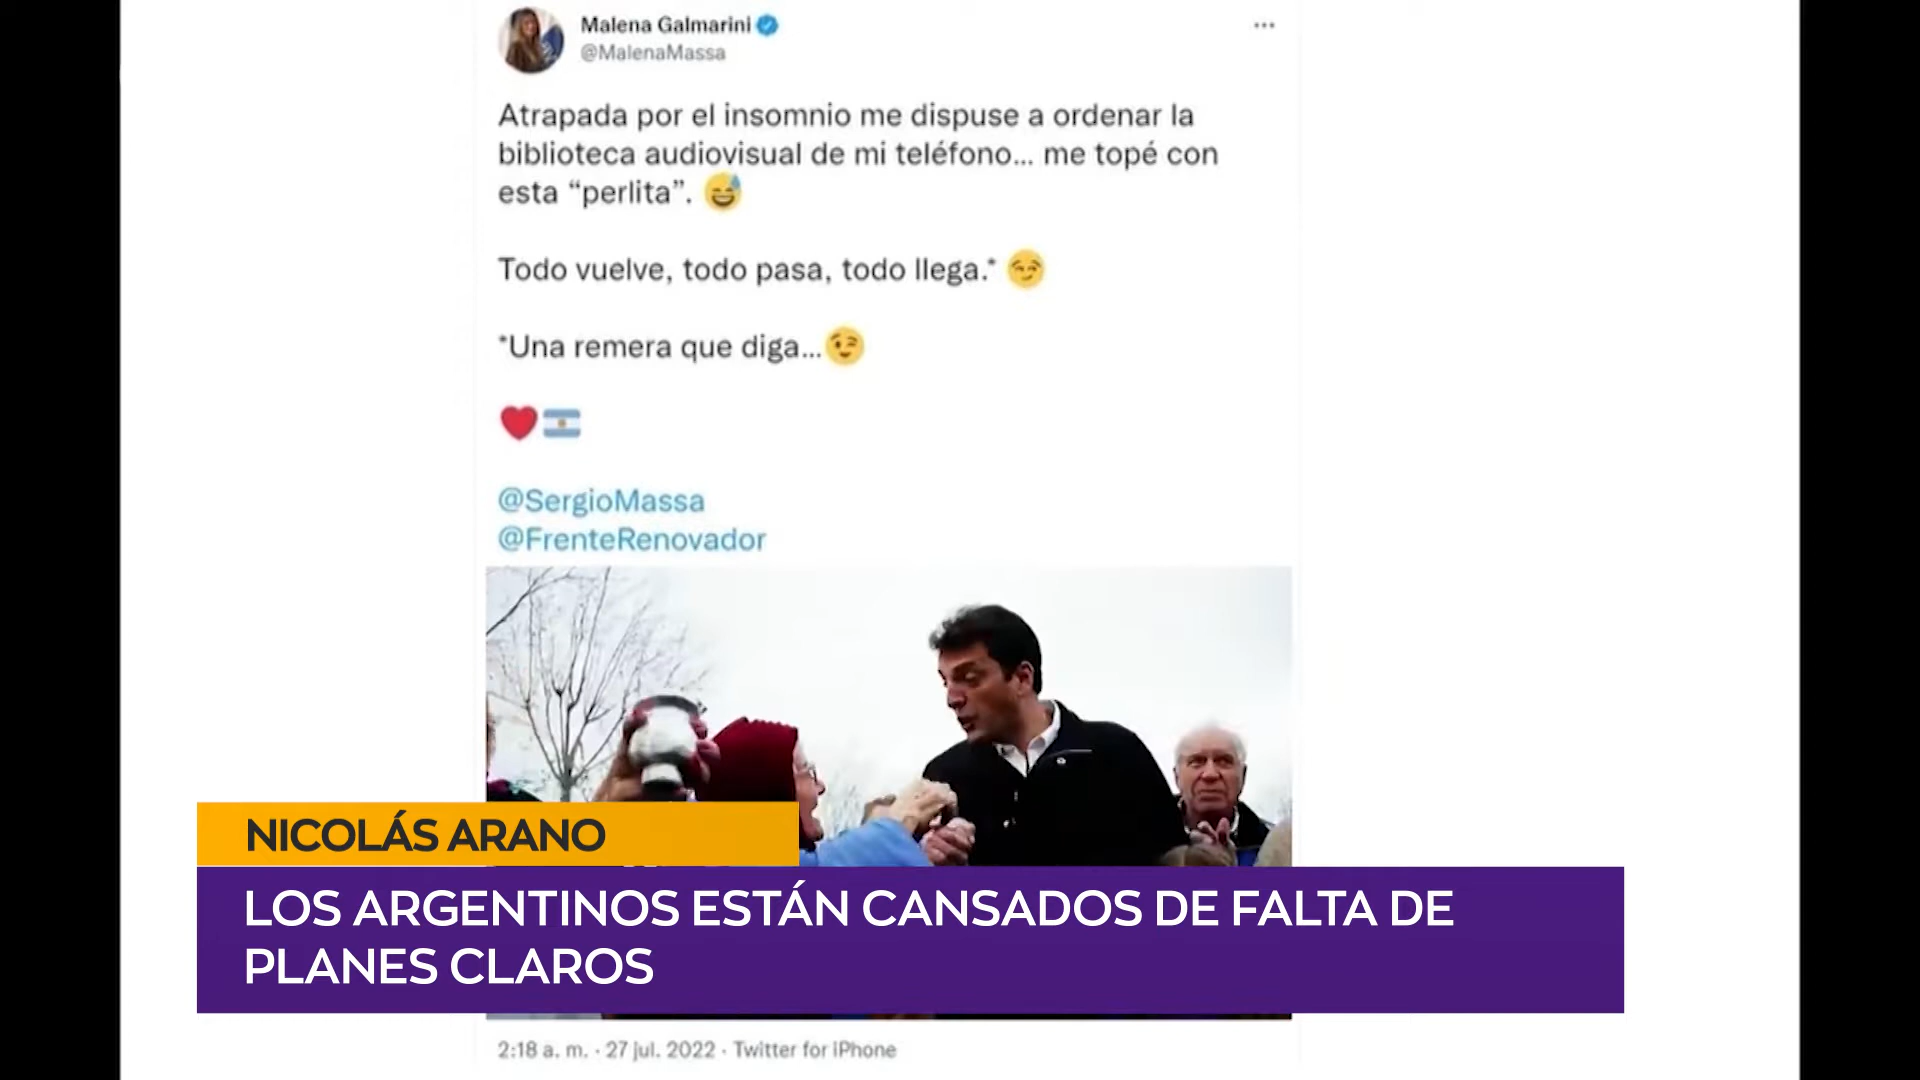 Malena Galmarini
@MalenaMassa
Atrapada por el insomnio me dispuse a ordenar la
biblioteca audiovisual de mi teléfono... me topé con
esta “perlita”. 😅
Todo vuelve, todo pasa, todo llega.* 😏
*Una remera que diga...😉
❤️🇦🇷
@SergioMassa
@FrenteRenovador
NICOLÁS ARANO
LOS ARGENTINOS ESTÁN CANSADOS DE FALTA DE
PLANES CLAROS
2:18 a. m. · 27 jul. 2022 · Twitter for iPhone